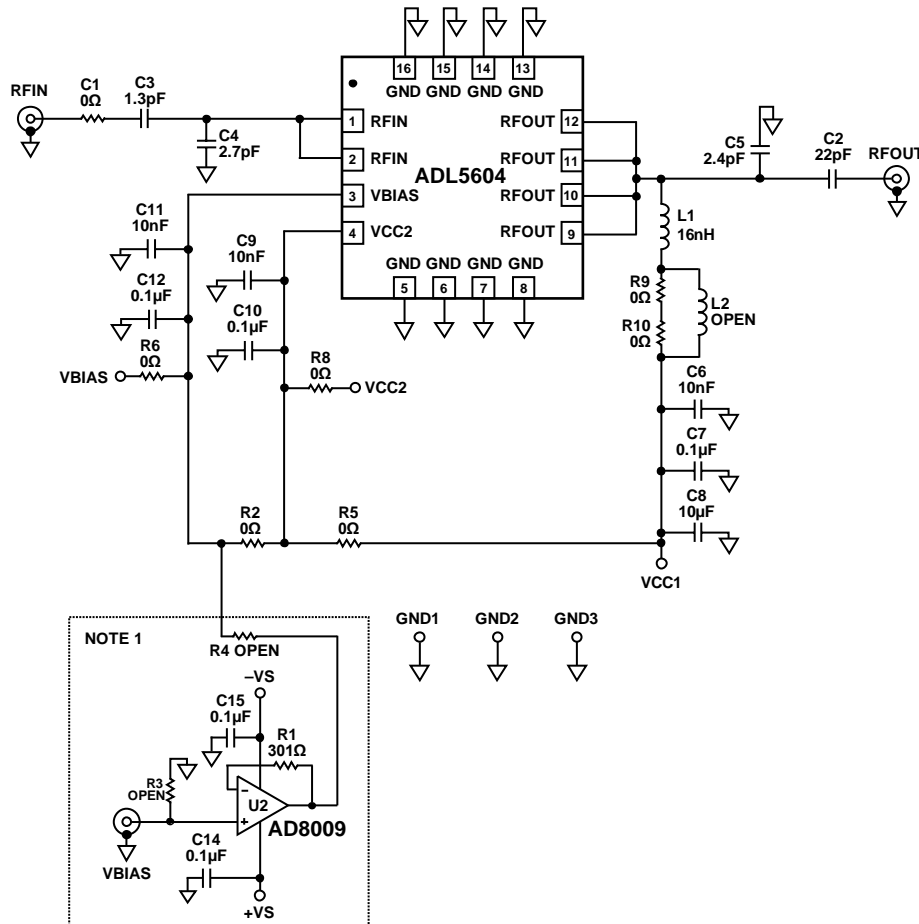 16 15 14 13
GND GND GND GND
RFIN
C1
0Ω
C3
1.3pF
C4
2.7pF
1 RFIN
2 RFIN
3 VBIAS
4 VCC2
ADL5604
RFOUT 12
RFOUT 11
RFOUT 10
RFOUT 9
GND GND GND GND
5 6 7 8
C5
2.4pF
C2
22pF
RFOUT
L1
16nH
R9
0Ω
R10
0Ω
L2
OPEN
C11
10nF
C12
0.1µF
R6
0Ω
VBIAS
C9
10nF
C10
0.1µF
R8
0Ω
VCC2
C6
10nF
C7
0.1µF
C8
10µF
R2
0Ω
R5
0Ω
VCC1
GND1 GND2 GND3
NOTE 1
R4 OPEN
–VS
C15
0.1µF
R1
301Ω
R3
OPEN
–
U2
+
AD8009
VBIAS
C14
0.1µF
+VS